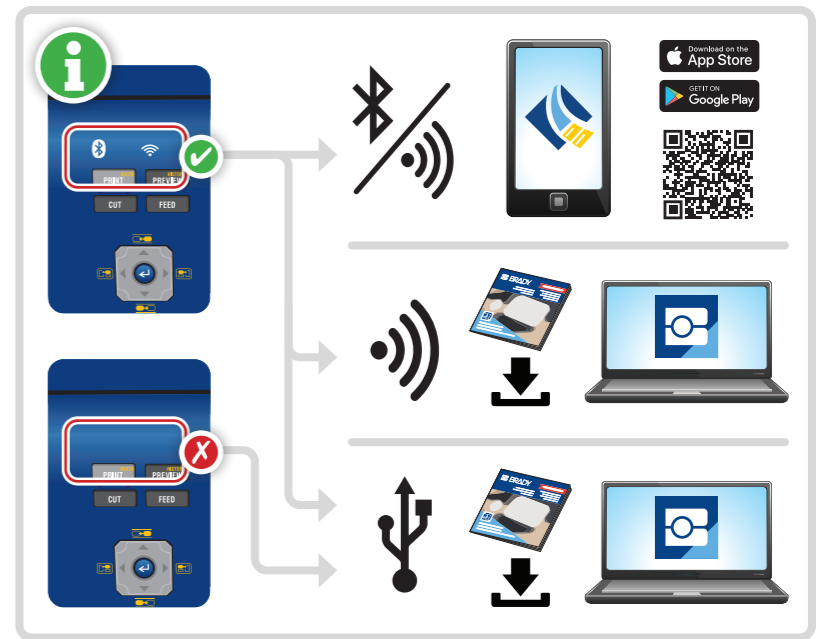 i
Download on the
App Store
GET IT ON
Google Play
PRINT
PREVIEW
CUT
FEED
BRADY
PRINT
PREVIEW
CUT
FEED
BRADY